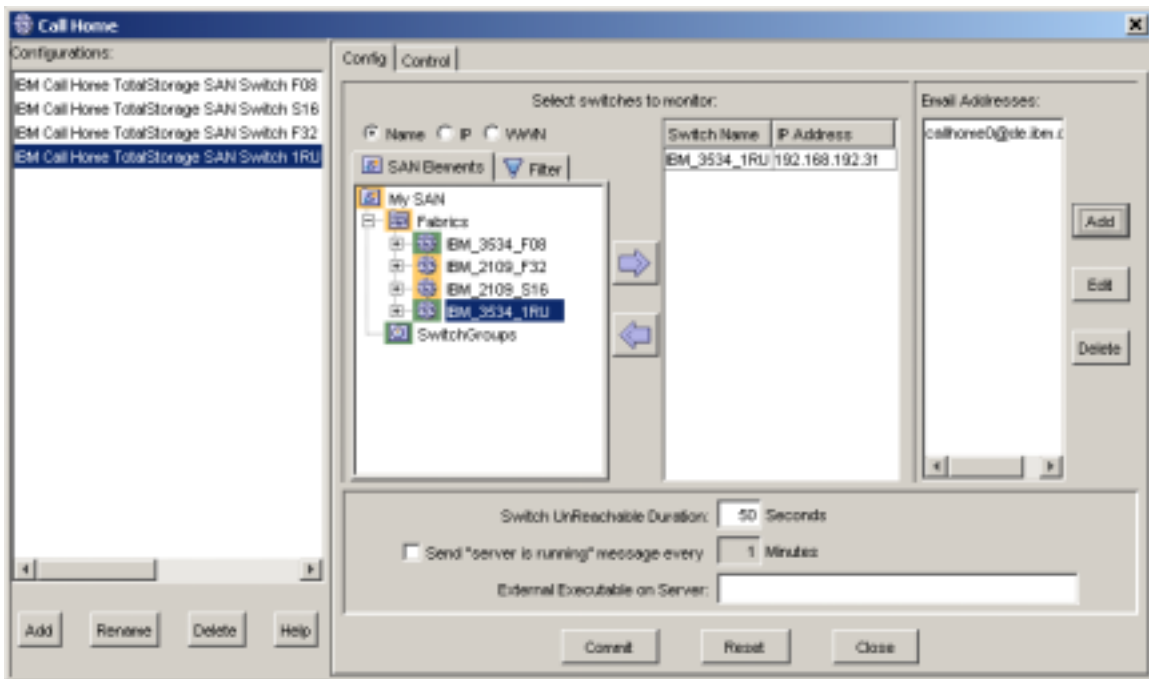 Call Home
Configurations:
IBM Call Home TotalStorage SAN Switch F08
IBM Call Home TotalStorage SAN Switch S16
IBM Call Home TotalStorage SAN Switch F32
IBM Call Home TotalStorage SAN Switch 1RU
Add Rename Delete Help
Config Control
Select switches to monitor:
Name IP WWN
SAN Elements Filter
My SAN
Fabrics
IBM_3534_F08
IBM_2109_F32
IBM_2109_S16
IBM_3534_1RU
SwitchGroups
Switch Name IP Address
IBM_3534_1RU 192.168.192.31
Email Addresses:
callhome0@de.ibm.c
Add
Edit
Delete
Switch UnReachable Duration: 50 Seconds
Send "server is running" message every 1 Minutes
External Executable on Server:
Commit Reset Close